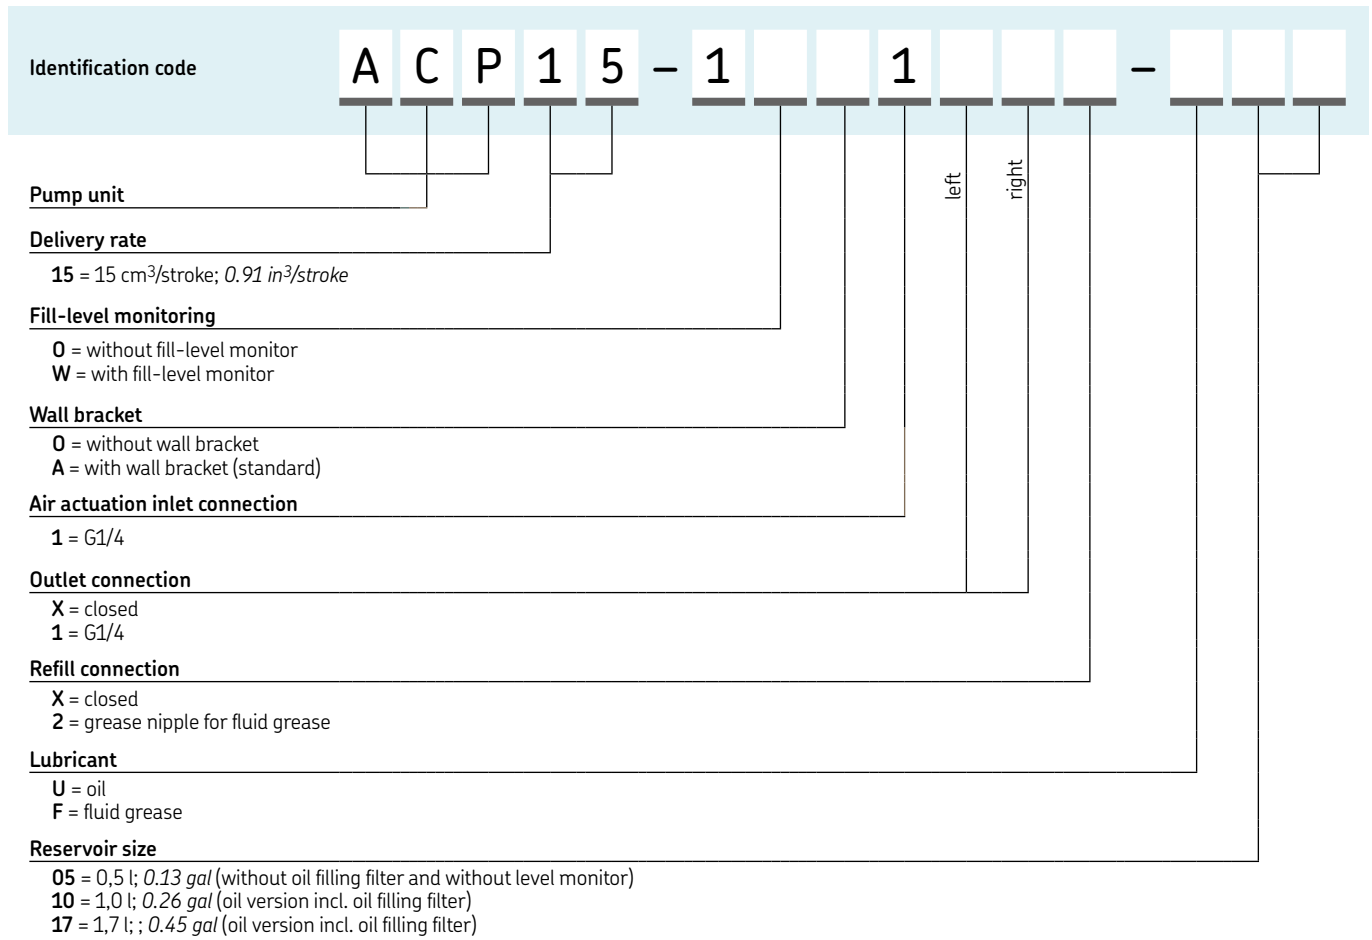 Identification code A C P 1 5 – 1 1 –
left right
Pump unit
Delivery rate
15 = 15 cm³/stroke; 0.91 in³/stroke
Fill-level monitoring
0 = without fill-level monitor
W = with fill-level monitor
Wall bracket
0 = without wall bracket
A = with wall bracket (standard)
Air actuation inlet connection
1 = G1/4
Outlet connection
X = closed
1 = G1/4
Refill connection
X = closed
2 = grease nipple for fluid grease
Lubricant
U = oil
F = fluid grease
Reservoir size
05 = 0,5 l; 0.13 gal (without oil filling filter and without level monitor)
10 = 1,0 l; 0.26 gal (oil version incl. oil filling filter)
17 = 1,7 l; ; 0.45 gal (oil version incl. oil filling filter)